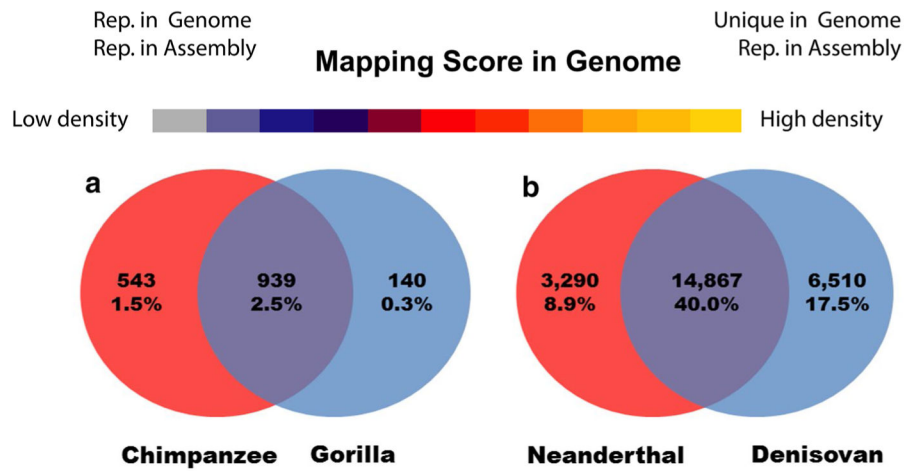 Rep. in Genome
Rep. in Assembly
Unique in Genome
Rep. in Assembly
Mapping Score in Genome
Low density
High density
a
543
1.5%
939
2.5%
140
0.3%
Chimpanzee
Gorilla
b
3,290
8.9%
14,867
40.0%
6,510
17.5%
Neanderthal
Denisovan